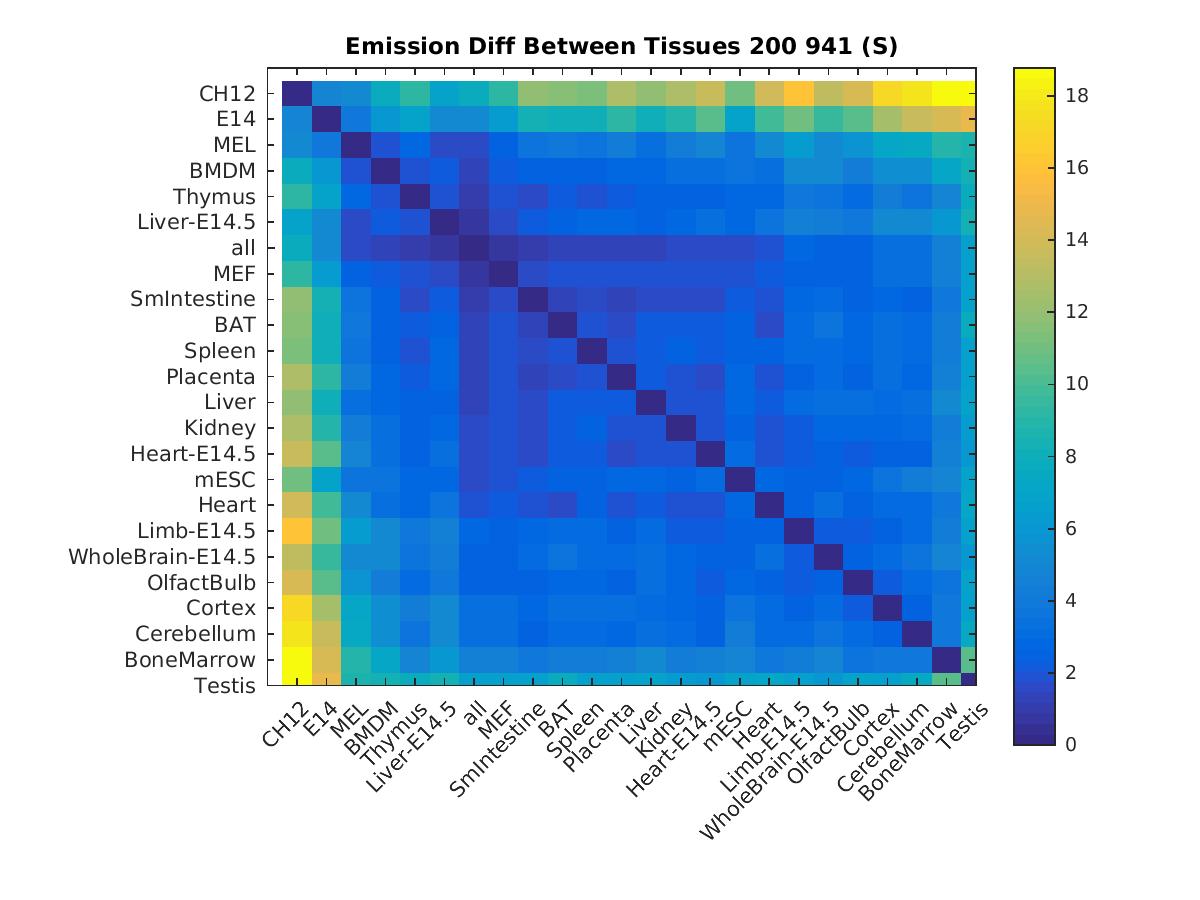 Emission Diff Between Tissues 200 941 (S)
CH12
E14
MEL
BMDM
Thymus
Liver-E14.5
all
MEF
SmIntestine
BAT
Spleen
Placenta
Liver
Kidney
Heart-E14.5
mESC
Heart
Limb-E14.5
WholeBrain-E14.5
OlfactBulb
Cortex
Cerebellum
BoneMarrow
Testis
CH12
E14
MEL
BMDM
Thymus
Liver-E14.5
all
MEF
SmIntestine
BAT
Spleen
Placenta
Liver
Kidney
Heart-E14.5
mESC
Heart
Limb-E14.5
WholeBrain-E14.5
OlfactBulb
Cortex
Cerebellum
BoneMarrow
Testis
18
16
14
12
10
8
6
4
2
0